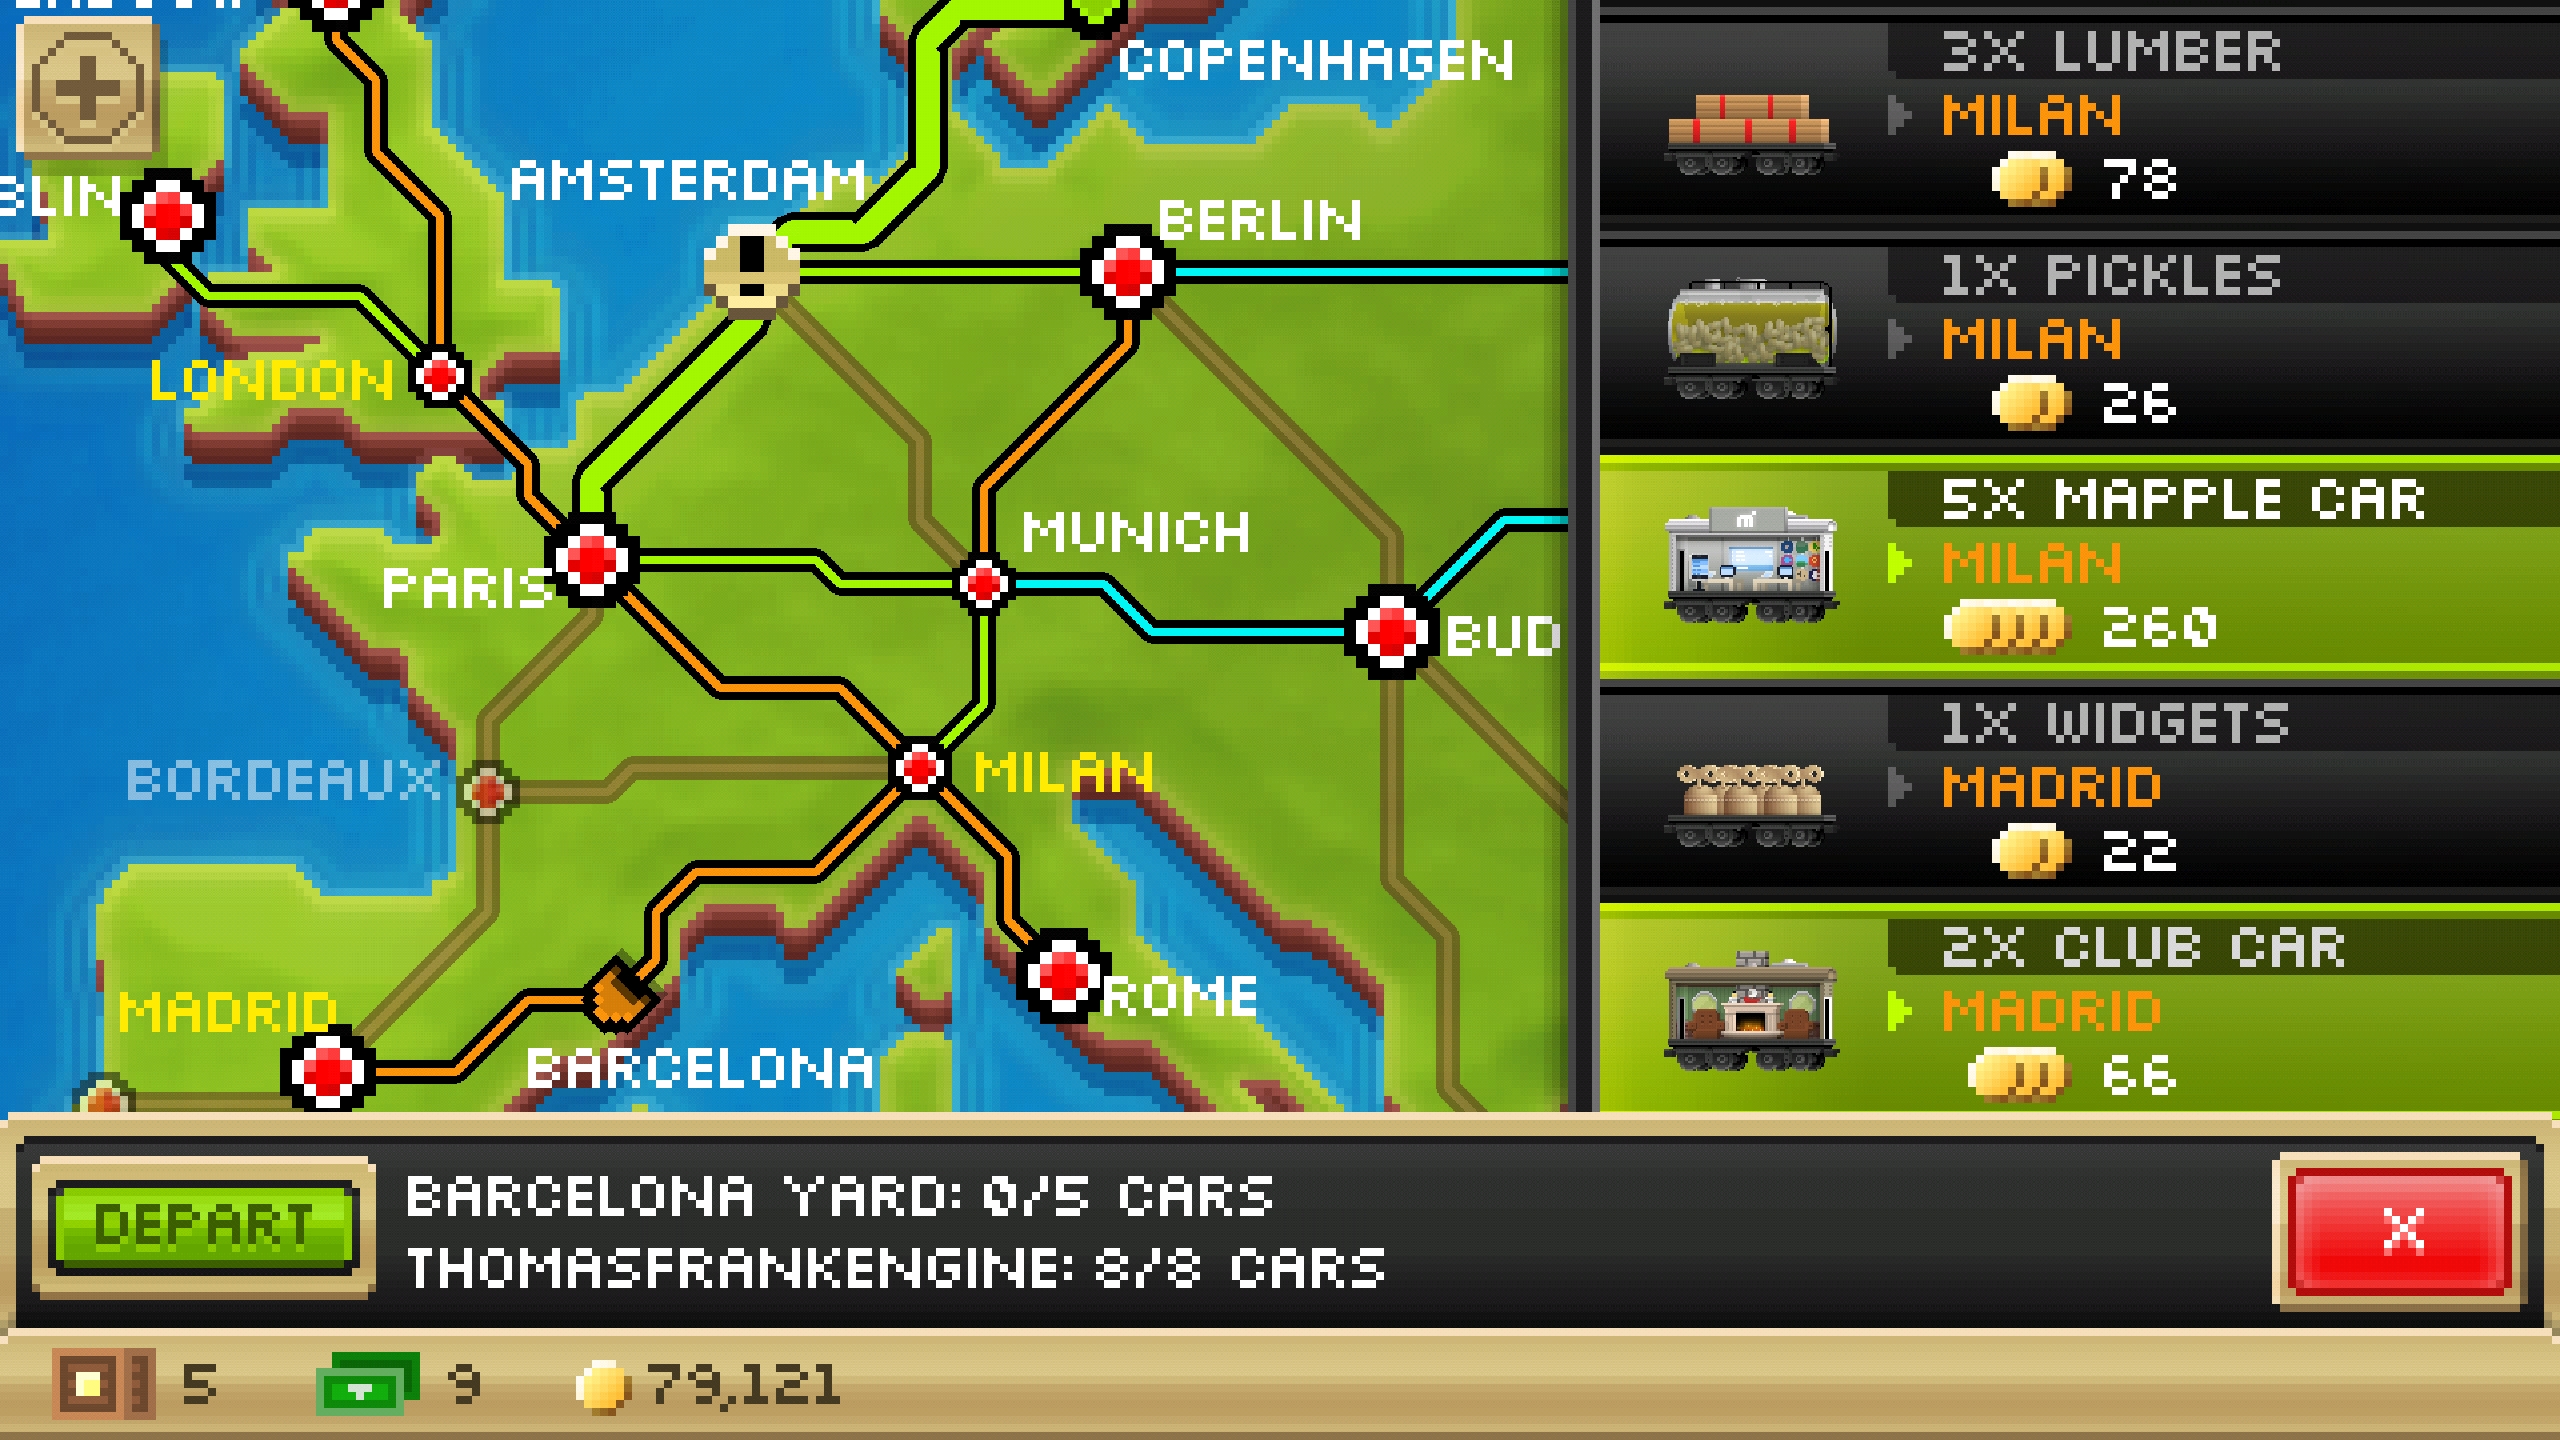 COPENHAGEN
AMSTERDAM
BLIN
BERLIN
LONDON
MUNICH
PARIS
BUD
BORDEAUX
MILAN
MADRID
ROME
BARCELONA
3X LUMBER
MILAN
78
1X PICKLES
MILAN
26
5X MAPPLE CAR
MILAN
260
1X WIDGETS
MADRID
22
2X CLUB CAR
MADRID
66
DEPART
BARCELONA YARD: 0/5 CARS
THOMASFRANKENGINE: 8/8 CARS
X
5
9
79,121